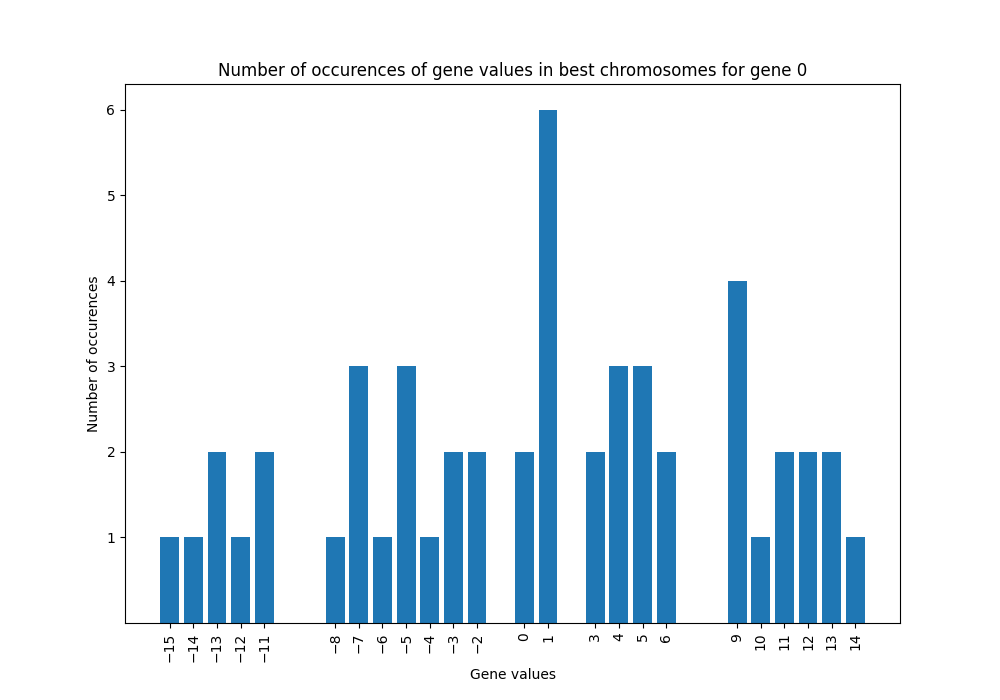 Number of occurences of gene values in best chromosomes for gene 0
Number of occurences
6
5
4
3
2
1
−15 −14 −13 −12 −11 −8 −7 −6 −5 −4 −3 −2 0 1 3 4 5 6 9 10 11 12 13 14
Gene values